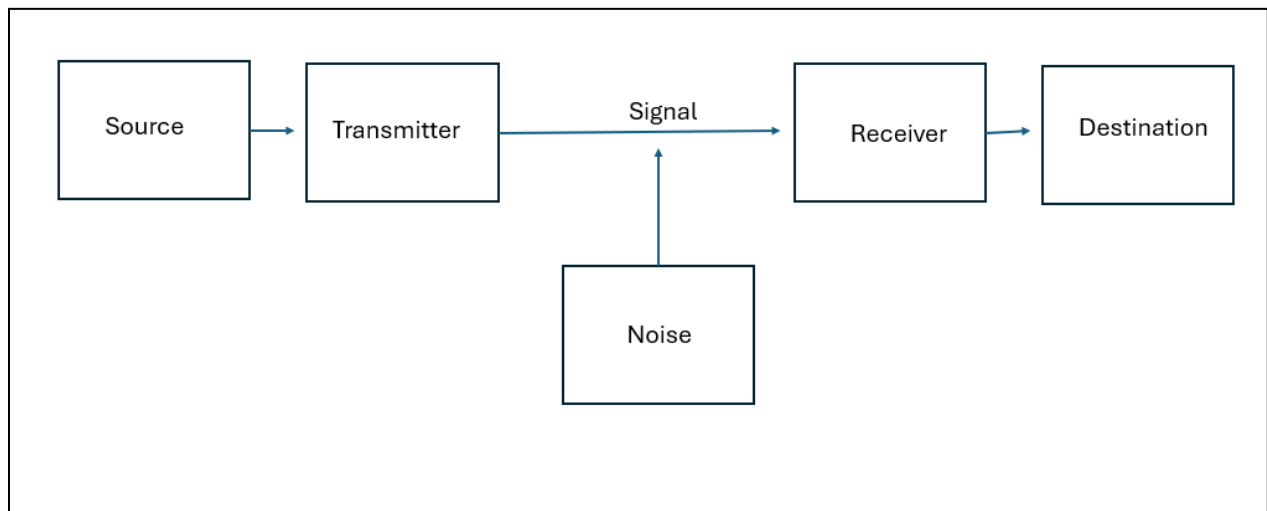 Source
Transmitter
Signal
Receiver
Destination
Noise